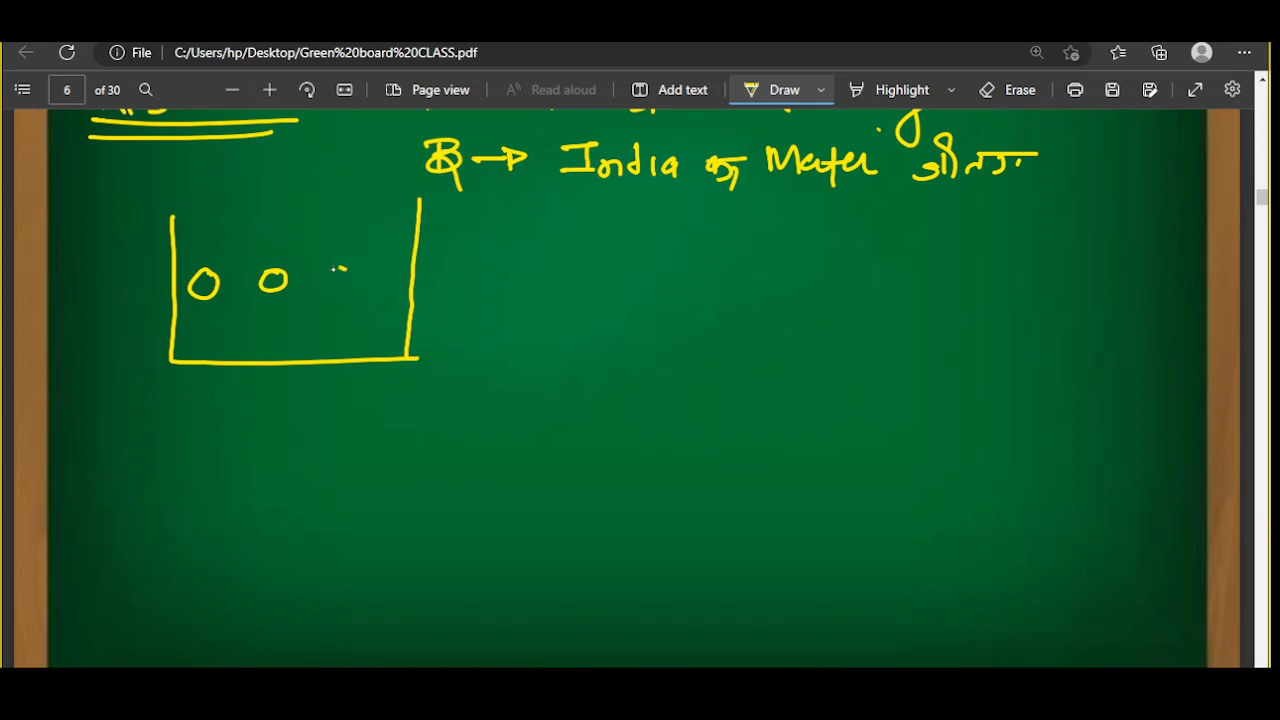 File C:/Users/hp/Desktop/Green%20board%20CLASS.pdf
6 of 30 Page view Read aloud Add text Draw Highlight Erase
B → India का